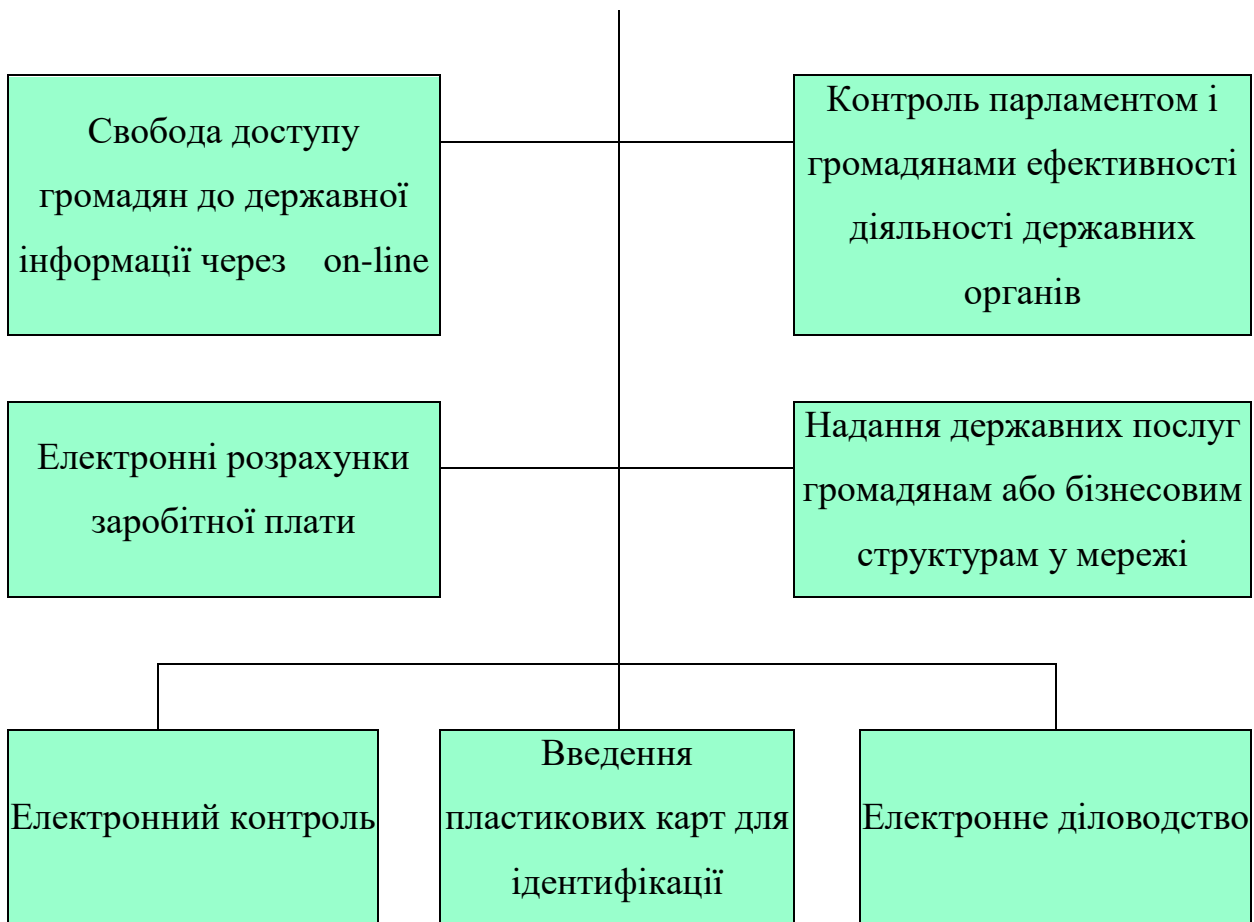 Свобода доступу
громадян до державної
інформації через on-line
Контроль парламентом і
громадянами ефективності
діяльності державних
органів
Електронні розрахунки
заробітної плати
Надання державних послуг
громадянам або бізнесовим
структурам у мережі
Електронний контроль
Введення
пластикових карт для
ідентифікації
Електронне діловодство